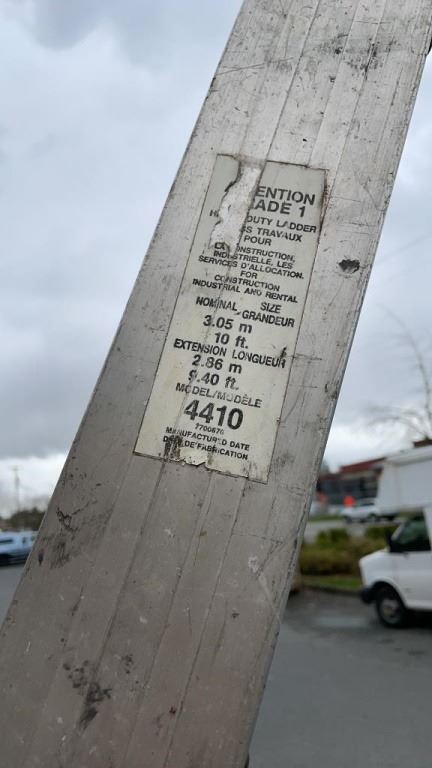 ENTION
ADE 1
DUTY LADDER
TRAVAUX
POUR
CONSTRUCTION,
INDUSTRIELLE, LES
SERVICES D'ALLOCATION.
FOR
CONSTRUCTION
INDUSTRIAL AND RENTAL
NOMINAL SIZE
GRANDEUR
3.05 m
10 ft.
EXTENSION LONGUEUR
2.86 m
9.40 ft.
MODEL/MODÈLE
4410
MANUFACTURED DATE
DATE DE FABRICATION